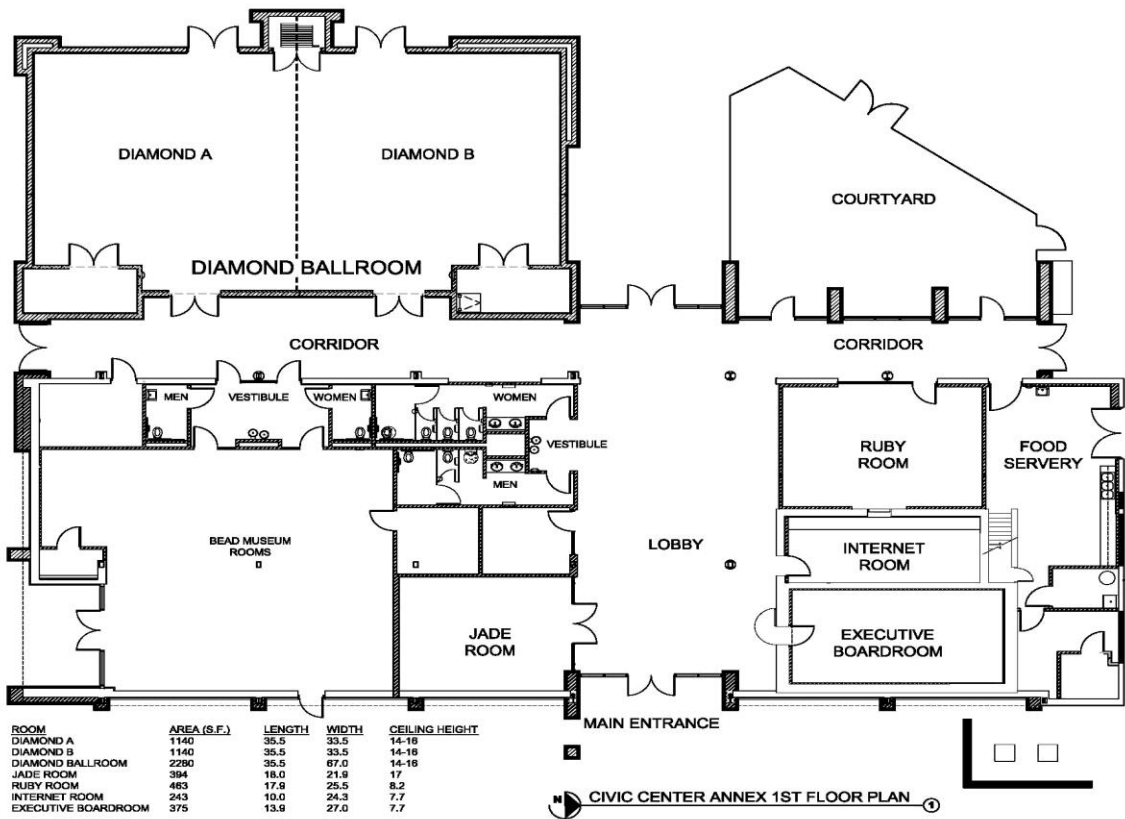 DIAMOND A
DIAMOND B
COURTYARD
DIAMOND BALLROOM
CORRIDOR
CORRIDOR
MEN
VESTIBULE
WOMEN
WOMEN
VESTIBULE
MEN
RUBY
ROOM
FOOD
SERVERY
BEAD MUSEUM
ROOMS
LOBBY
INTERNET
ROOM
JADE
ROOM
EXECUTIVE
BOARDROOM
MAIN ENTRANCE
ROOM AREA (S.F.) LENGTH WIDTH CEILING HEIGHT
DIAMOND A 1140 35.5 33.5 14-16
DIAMOND B 1140 35.5 33.5 14-16
DIAMOND BALLROOM 2280 35.5 67.0 14-16
JADE ROOM 394 18.0 21.9 17
RUBY ROOM 463 17.9 25.5 8.2
INTERNET ROOM 243 10.0 24.3 7.7
EXECUTIVE BOARDROOM 375 13.9 27.0 7.7
N CIVIC CENTER ANNEX 1ST FLOOR PLAN 1